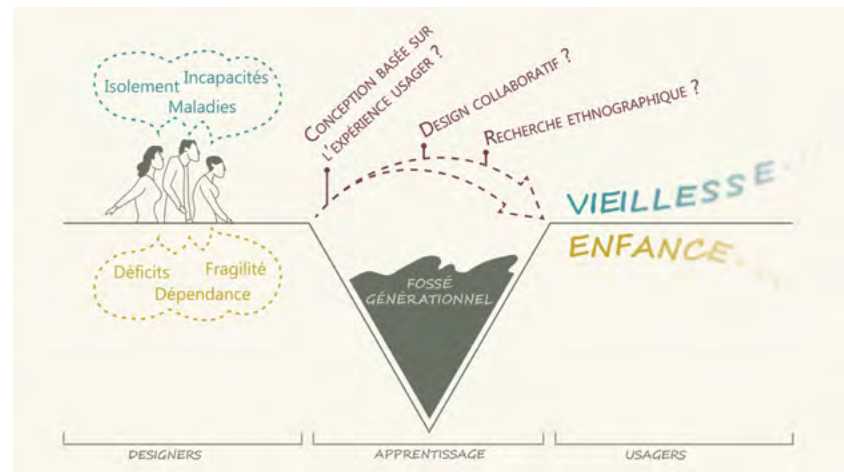 Isolement
Incapacités
Maladies
Déficits
Fragilité
Dépendance
CONCEPTION BASÉE SUR
L'EXPÉRIENCE USAGER ?
DESIGN COLLABORATIF ?
RECHERCHE ETHNOGRAPHIQUE ?
FOSSÉ
GÉNÉRATIONNEL
VIEILLESSE...
ENFANCE...
DESIGNERS
APPRENTISSAGE
USAGERS